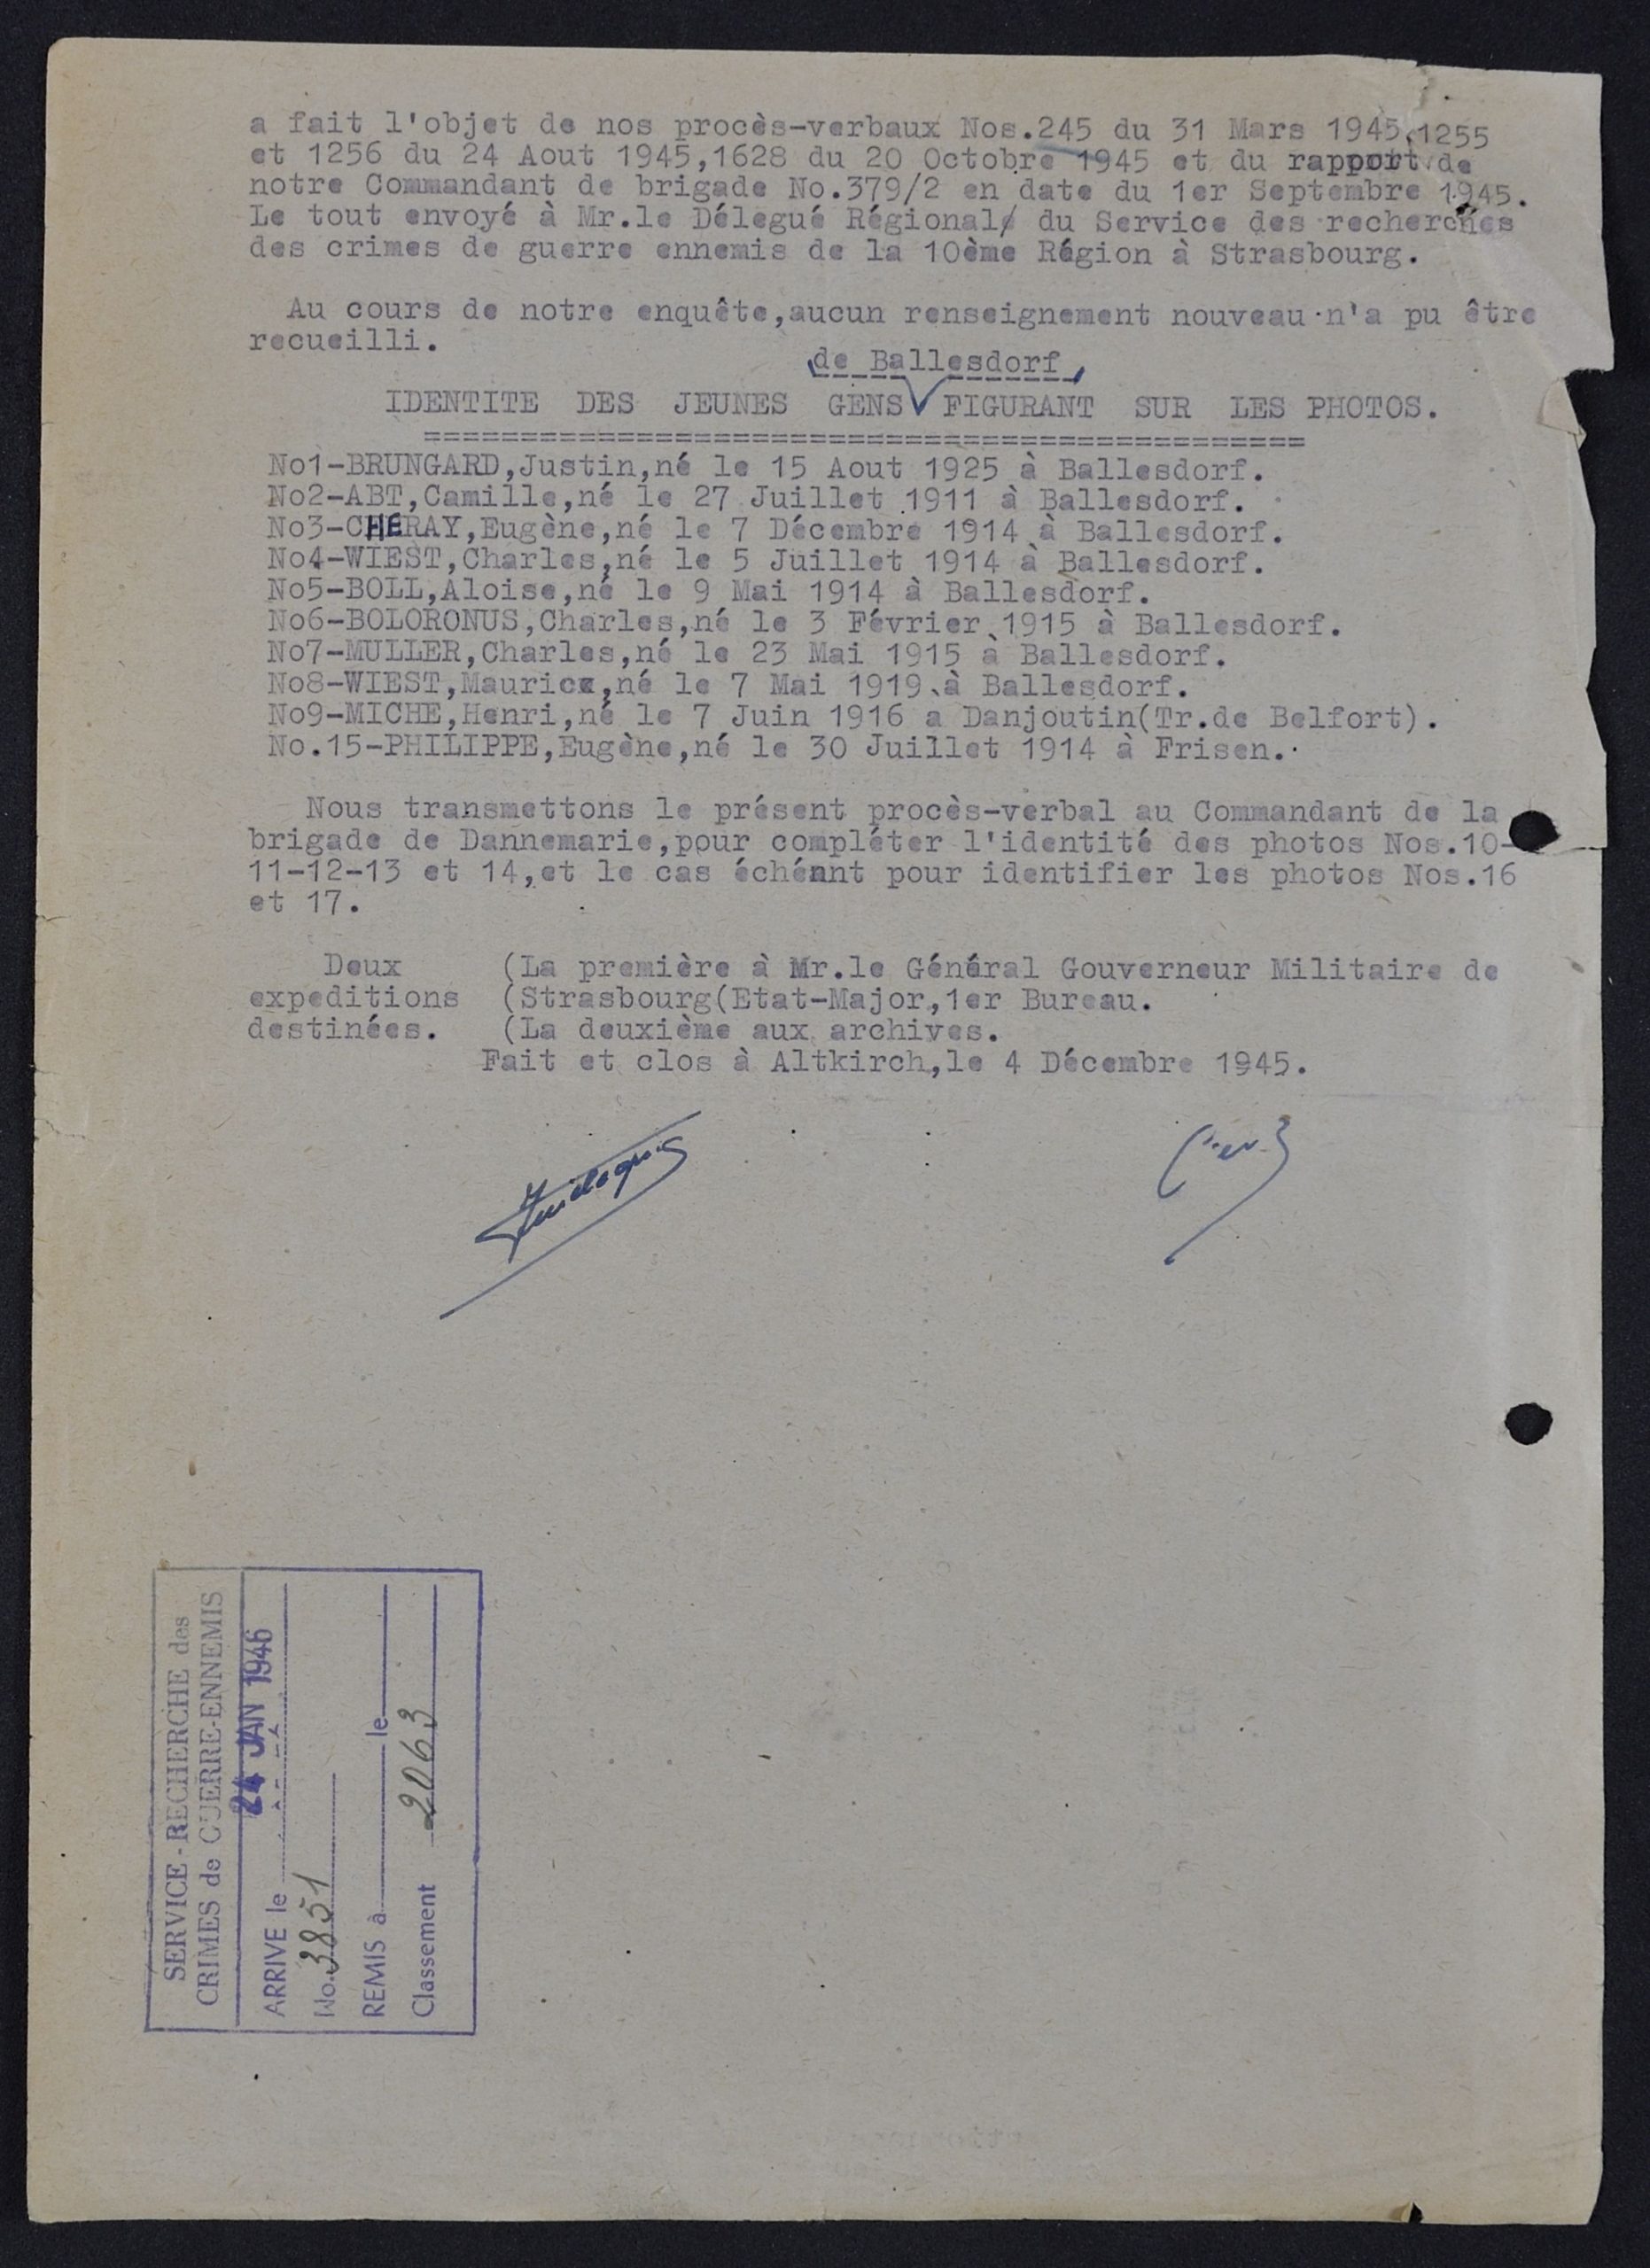 a fait l'objet de nos procès-verbaux Nos.245 du 31 Mars 1945,1255
et 1256 du 24 Aout 1945,1628 du 20 Octobre 1945 et du rapport de
notre Commandant de brigade No.379/2 en date du 1er Septembre 1945.
Le tout envoyé à Mr.le Délegué Régional du Service des recherches
des crimes de guerre ennemis de la 10ème Région à Strasbourg.
Au cours de notre enquête,aucun renseignement nouveau n'a pu être
recueilli.
de Ballesdorf
IDENTITE DES JEUNES GENS FIGURANT SUR LES PHOTOS.
==============================================
No1-BRUNGARD,Justin,né le 15 Aout 1925 à Ballesdorf.
No2-ABT,Camille,né le 27 Juillet 1911 à Ballesdorf.
No3-CHÉRAY,Eugène,né le 7 Décembre 1914 à Ballesdorf.
No4-WIEST,Charles,né le 5 Juillet 1914 à Ballesdorf.
No5-BOLL,Aloise,né le 9 Mai 1914 à Ballesdorf.
No6-BOLORONUS,Charles,né le 3 Février 1915 à Ballesdorf.
No7-MULLER,Charles,né le 23 Mai 1915 à Ballesdorf.
No8-WIEST,Maurice,né le 7 Mai 1919 à Ballesdorf.
No9-MICHE,Henri,né le 7 Juin 1916 a Danjoutin(Tr.de Belfort).
No.15-PHILIPPE,Eugène,né le 30 Juillet 1914 à Frisen.
Nous transmettons le présent procès-verbal au Commandant de la
brigade de Dannemarie,pour compléter l'identité des photos Nos.10-
11-12-13 et 14,et le cas échéant pour identifier les photos Nos.16
et 17.
Deux (La première à Mr.le Général Gouverneur Militaire de
expeditions (Strasbourg(Etat-Major,1er Bureau.
destinées. (La deuxième aux archives.
Fait et clos à Altkirch,le 4 Décembre 1945.
SERVICE - RECHERCHE des
CRIMES de GUERRE-ENNEMIS
24 JAN 1946
ARRIVE le
No. 3851
REMIS à le
Classement 2063